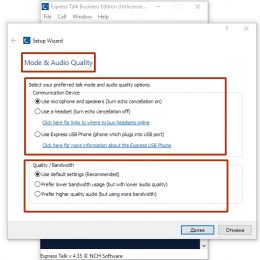 Express Talk Business Edition (Unlicense...
File Call Window Help
Setup Wizard
Mode & Audio Quality
Select your preferred talk mode and audio quality options.
Communication Device
Use microphone and speakers (turn echo cancellation on)
Use a headset (turn echo cancellation off)
Click here for links to where to buy headsets online
Use Express USB Phone (phone which plugs into USB port)
Click here for more information about the Express USB Phone
Quality / Bandwidth
Use default settings (Recommended)
Prefer lower bandwidth usage (but with lower audio quality)
Prefer higher quality audio (but using more bandwidth)
Далее Отмена
Express Talk v 4.35 © NCH Software